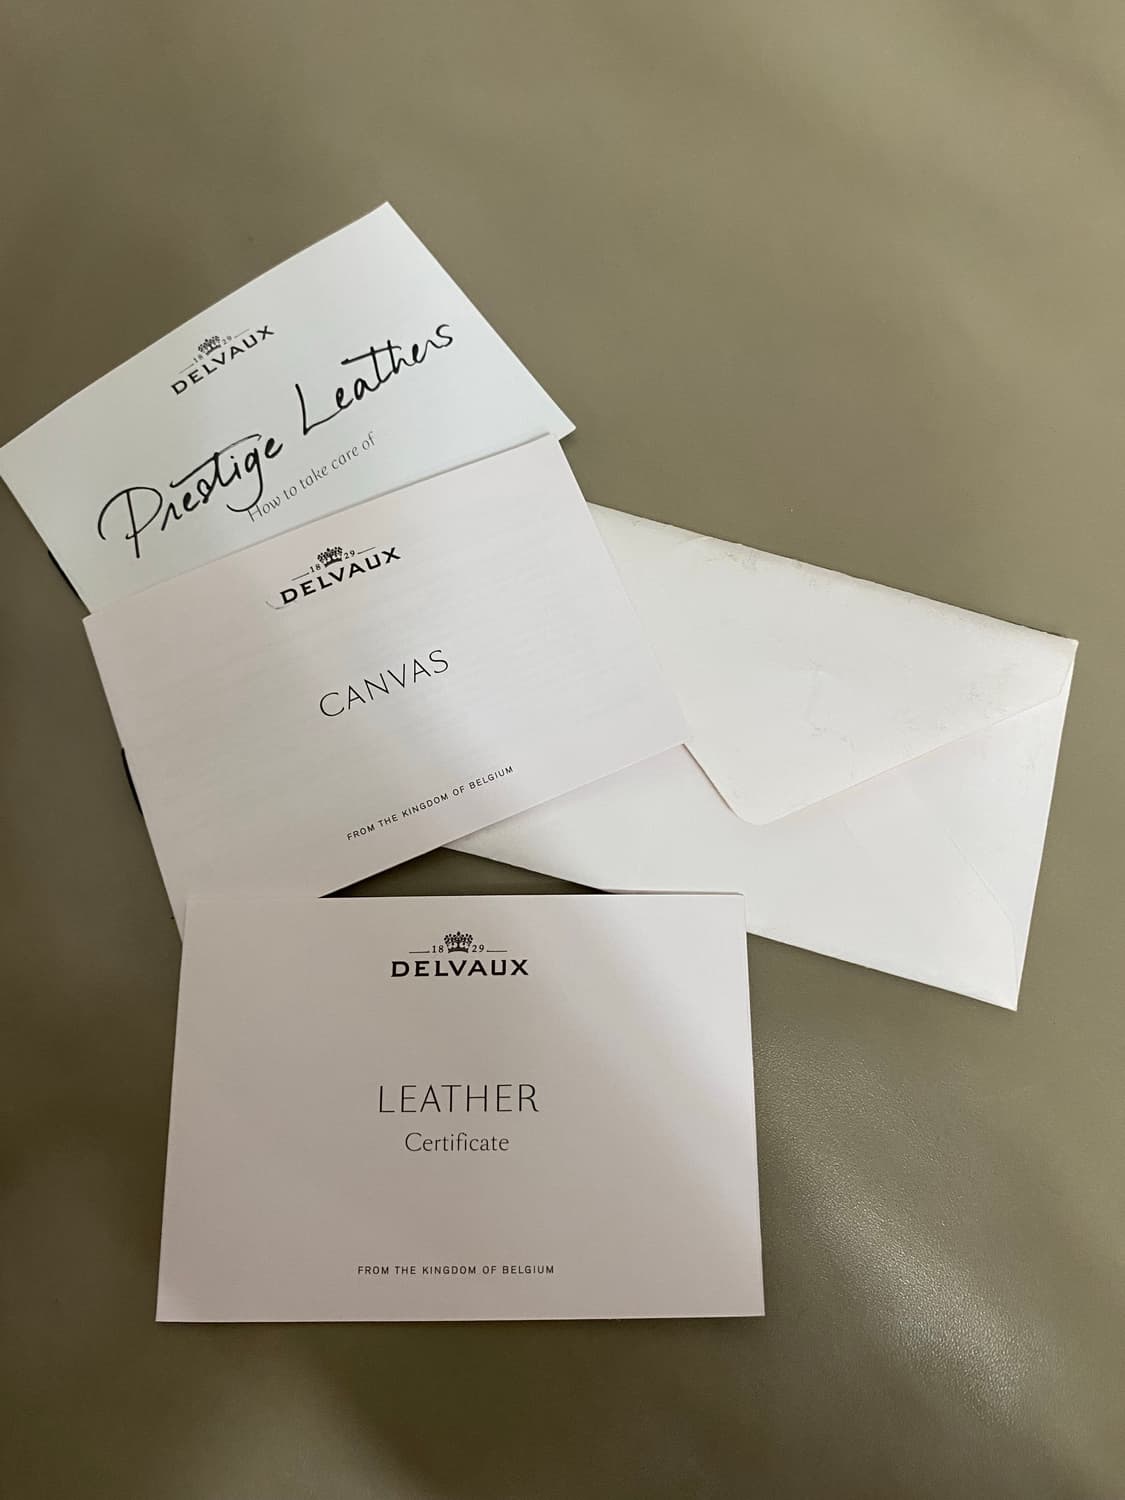 18 29
DELVAUX
Prestige Leathers
How to take care of
18 29
DELVAUX
CANVAS
FROM THE KINGDOM OF BELGIUM
18 29
DELVAUX
LEATHER
Certificate
FROM THE KINGDOM OF BELGIUM